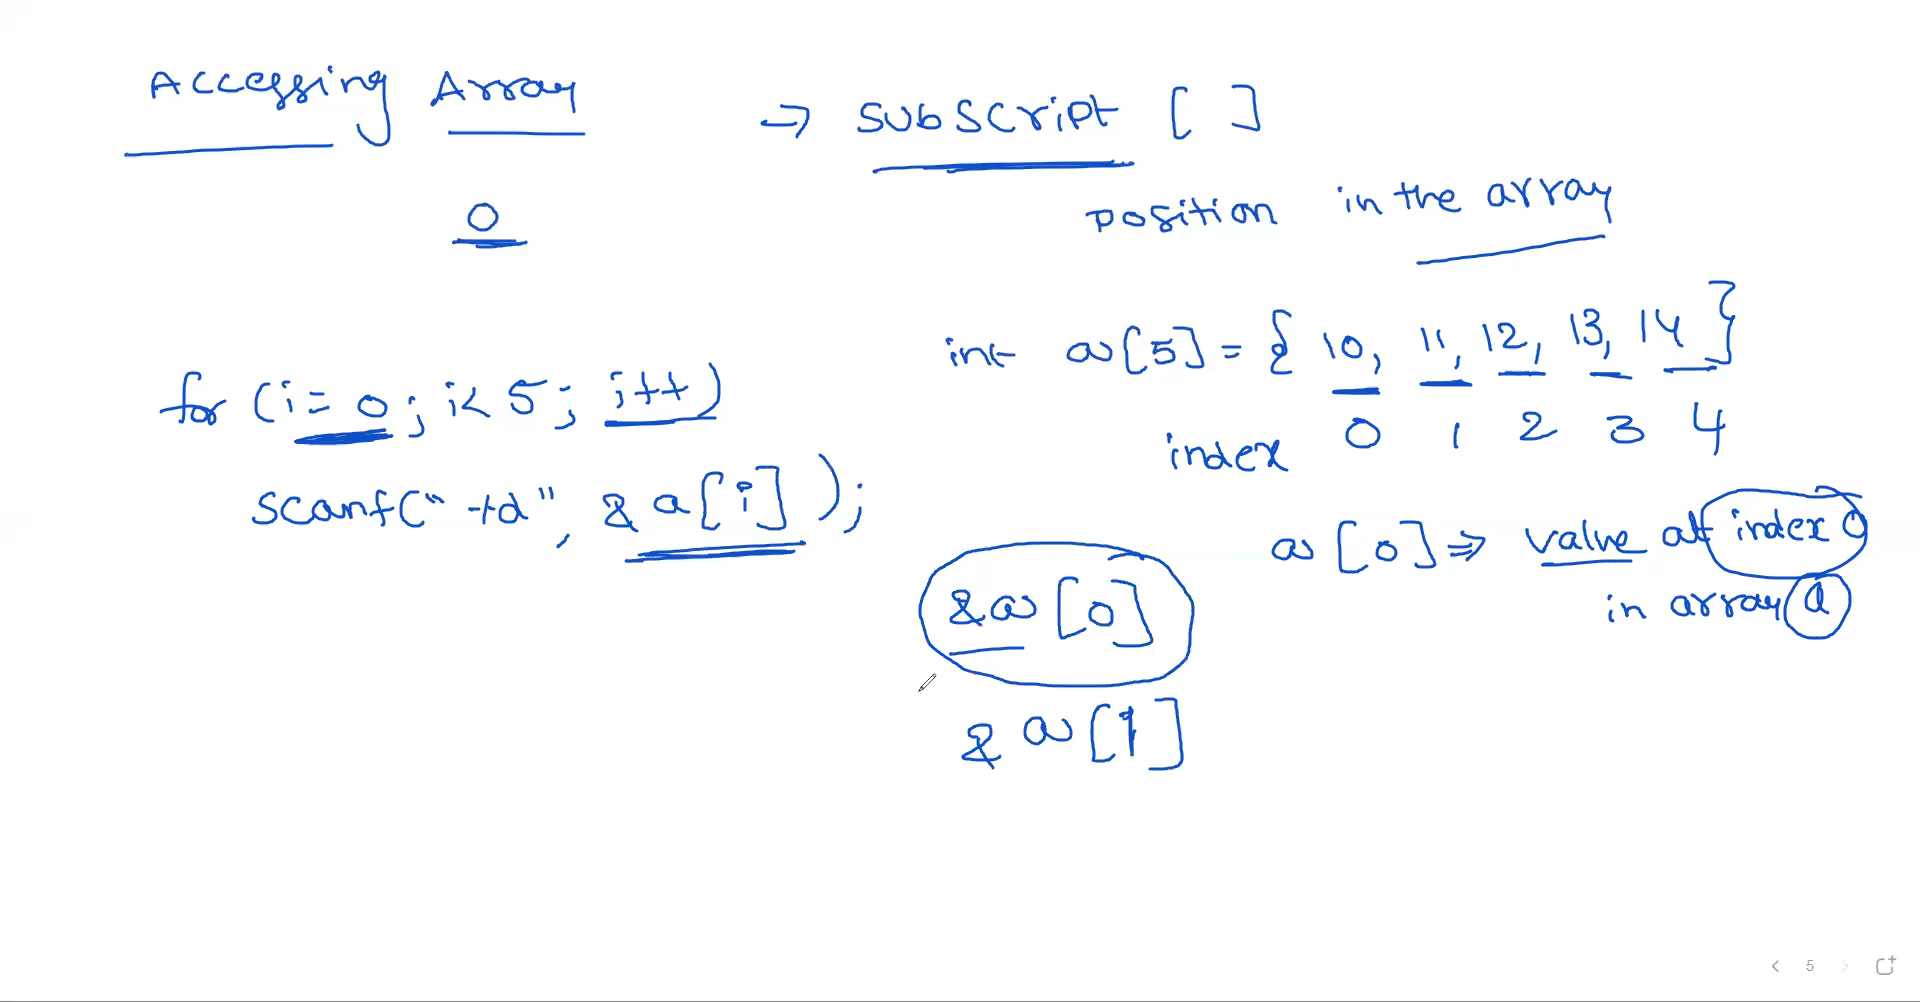 Accessing Array
→ subscript [ ]
position in the array
0
int a[5] = { 10, 11, 12, 13, 14 }
index 0 1 2 3 4
for (i = 0; i < 5; i++)
scanf("%d", &a[i]);
a[0] ⇒ value at index 0
in array a
&a[0]
&a[1]
5